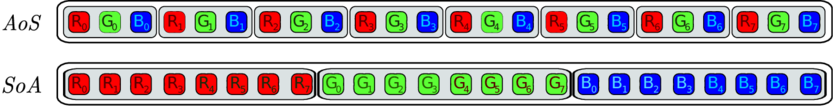 AoS R₀ G₀ B₀ R₁ G₁ B₁ R₂ G₂ B₂ R₃ G₃ B₃ R₄ G₄ B₄ R₅ G₅ B₅ R₆ G₆ B₆ R₇ G₇ B₇
SoA R₀ R₁ R₂ R₃ R₄ R₅ R₆ R₇ G₀ G₁ G₂ G₃ G₄ G₅ G₆ G₇ B₀ B₁ B₂ B₃ B₄ B₅ B₆ B₇